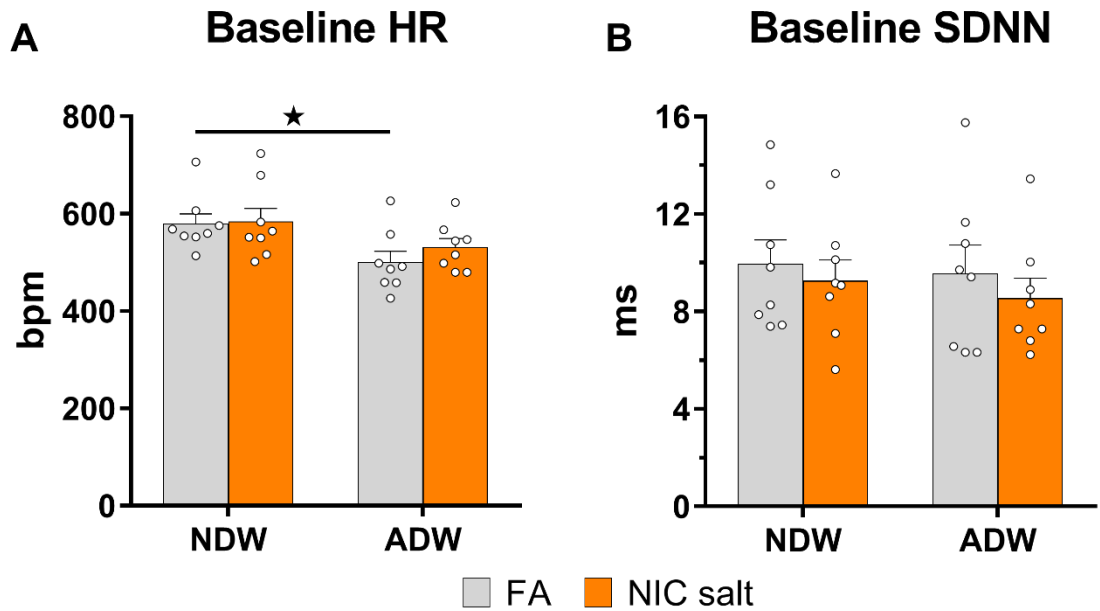 A
Baseline HR
bpm
800
600
400
200
0
★
NDW
ADW
B
Baseline SDNN
ms
16
12
8
4
0
NDW
ADW
FA
NIC salt